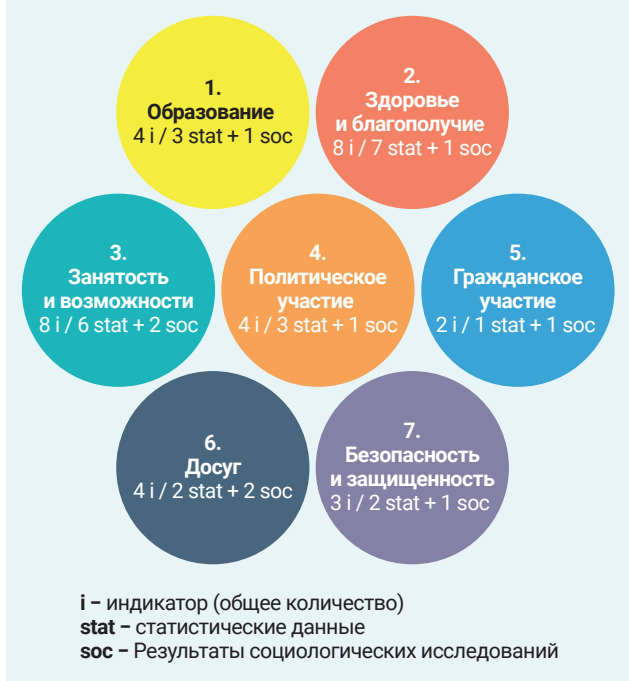 1.
Образование
4 i / 3 stat + 1 soc
2.
Здоровье
и благополучие
8 i / 7 stat + 1 soc
3.
Занятость
и возможности
8 i / 6 stat + 2 soc
4.
Политическое
участие
4 i / 3 stat + 1 soc
5.
Гражданское
участие
2 i / 1 stat + 1 soc
6.
Досуг
4 i / 2 stat + 2 soc
7.
Безопасность
и защищенность
3 i / 2 stat + 1 soc
i – индикатор (общее количество)
stat – статистические данные
soc – Результаты социологических исследований